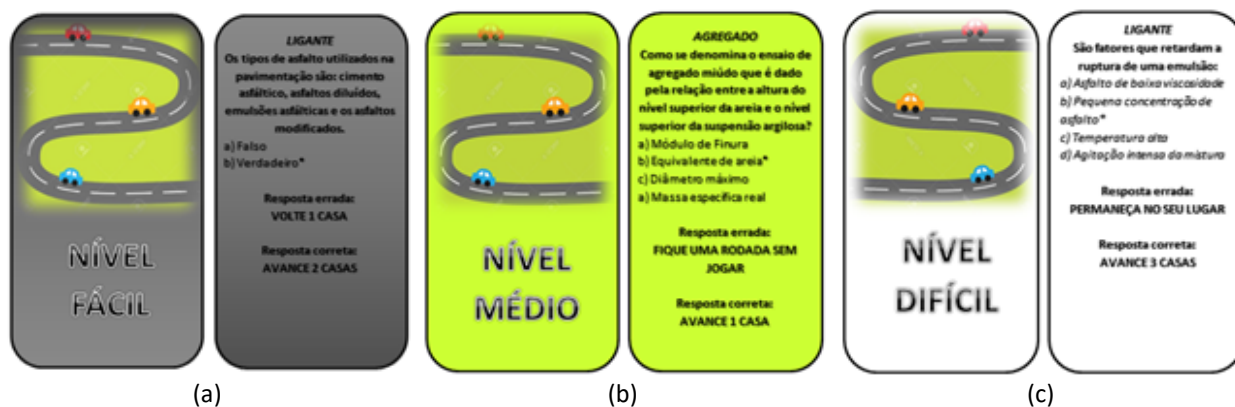 NÍVEL
FÁCIL
LIGANTE
Os tipos de asfalto utilizados na
pavimentação são: cimento
asfáltico, asfaltos diluídos,
emulsões asfálticas e os asfaltos
modificados.
a) Falso
b) Verdadeiro*
Resposta errada:
VOLTE 1 CASA
Resposta correta:
AVANCE 2 CASAS
(a)
NÍVEL
MÉDIO
AGREGADO
Como se denomina o ensaio de
agregado miúdo que é dado
pela relação entre a altura do
nível superior da areia e o nível
superior da suspensão argilosa?
a) Módulo de Finura
b) Equivalente de areia*
c) Diâmetro máximo
a) Massa específica real
Resposta errada:
FIQUE UMA RODADA SEM
JOGAR
Resposta correta:
AVANCE 1 CASA
(b)
NÍVEL
DIFÍCIL
LIGANTE
São fatores que retardam a
ruptura de uma emulsão:
a) Asfalto de baixa viscosidade
b) Pequena concentração de
asfalto*
c) Temperatura alta
d) Agitação intensa da mistura
Resposta errada:
PERMANEÇA NO SEU LUGAR
Resposta correta:
AVANCE 3 CASAS
(c)